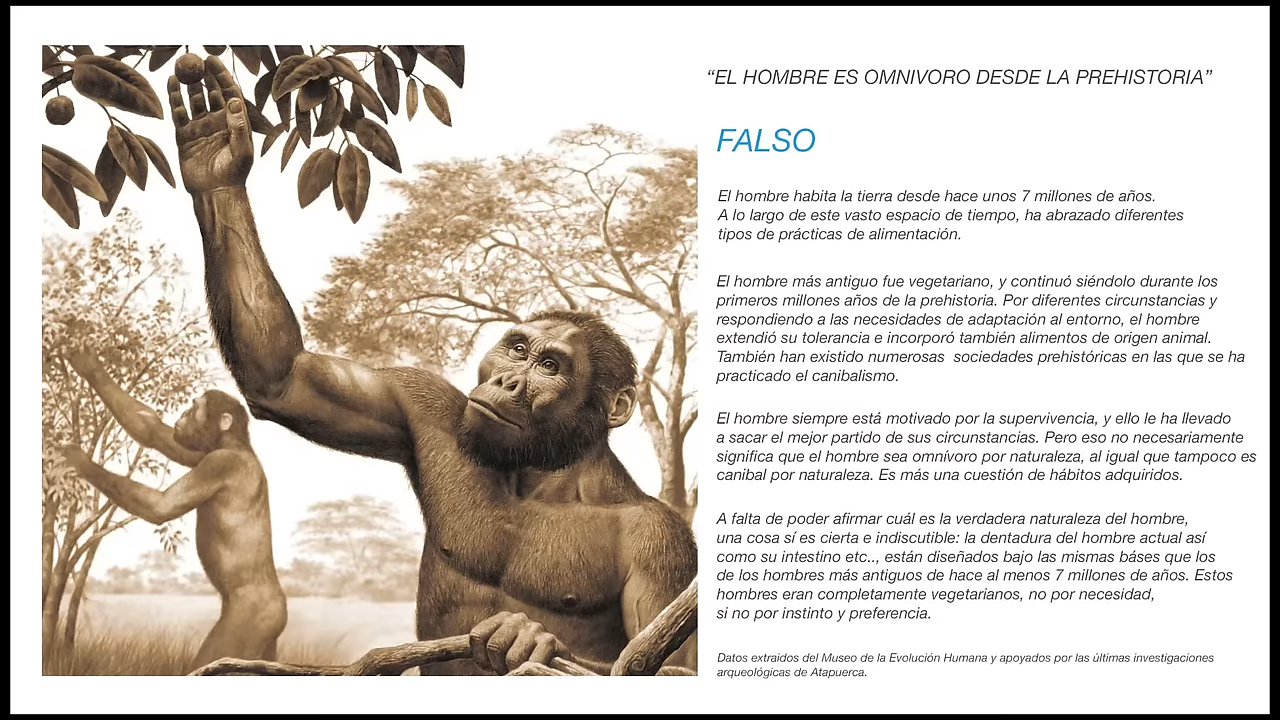 “EL HOMBRE ES OMNIVORO DESDE LA PREHISTORIA”
FALSO
El hombre habita la tierra desde hace unos 7 millones de años.
A lo largo de este vasto espacio de tiempo, ha abrazado diferentes
tipos de prácticas de alimentación.
El hombre más antiguo fue vegetariano, y continuó siéndolo durante los
primeros millones años de la prehistoria. Por diferentes circunstancias y
respondiendo a las necesidades de adaptación al entorno, el hombre
extendió su tolerancia e incorporó también alimentos de origen animal.
También han existido numerosas  sociedades prehistóricas en las que se ha
practicado el canibalismo.
El hombre siempre está motivado por la supervivencia, y ello le ha llevado
a sacar el mejor partido de sus circunstancias. Pero eso no necesariamente
significa que el hombre sea omnívoro por naturaleza, al igual que tampoco es
canibal por naturaleza. Es más una cuestión de hábitos adquiridos.
A falta de poder afirmar cuál es la verdadera naturaleza del hombre,
una cosa sí es cierta e indiscutible: la dentadura del hombre actual así
como su intestino etc.., están diseñados bajo las mismas báses que los
de los hombres más antiguos de hace al menos 7 millones de años. Estos
hombres eran completamente vegetarianos, no por necesidad,
si no por instinto y preferencia.
Datos extraidos del Museo de la Evolución Humana y apoyados por las últimas investigaciones
arqueológicas de Atapuerca.